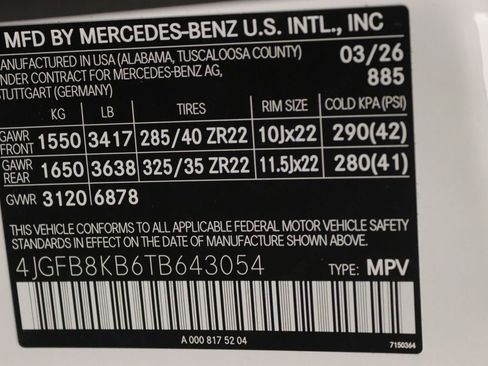 MFD BY MERCEDES-BENZ U.S. INTL., INC
MANUFACTURED IN USA (ALABAMA, TUSCALOOSA COUNTY) 03/26
UNDER CONTRACT FOR MERCEDES-BENZ AG, 885
STUTTGART (GERMANY)
KG LB TIRES RIM SIZE COLD KPA (PSI)
GAWR FRONT 1550 3417 285/40 ZR22 10Jx22 290(42)
GAWR REAR 1650 3638 325/35 ZR22 11.5Jx22 280(41)
GVWR 3120 6878
THIS VEHICLE CONFORMS TO ALL APPLICABLE FEDERAL MOTOR VEHICLE SAFETY
STANDARDS IN EFFECT ON THE DATE OF MANUFACTURE SHOWN ABOVE.
4JGFB8KB6TB643054 TYPE: MPV
A 000 817 52 04 7150364